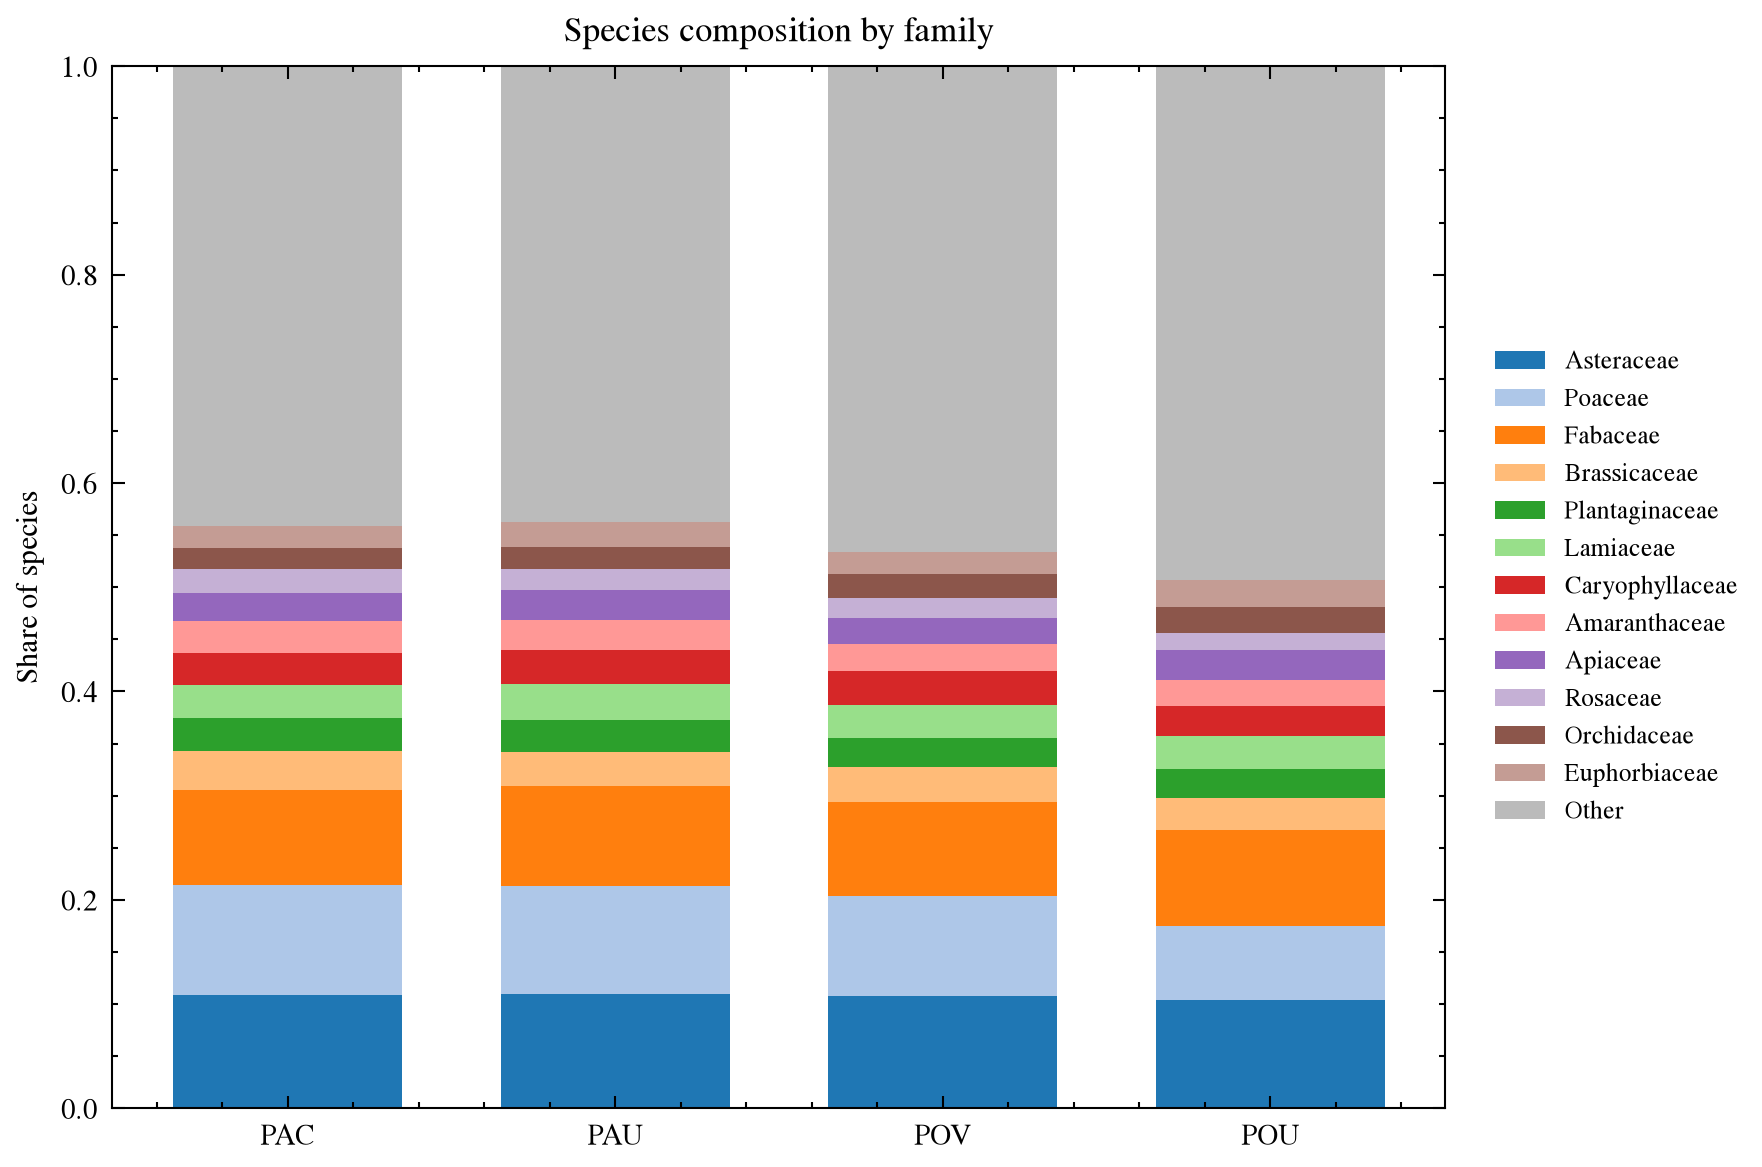 Species composition by family
1.0
0.8
0.6
0.4
0.2
0.0
Share of species
PAC
PAU
POV
POU
Asteraceae
Poaceae
Fabaceae
Brassicaceae
Plantaginaceae
Lamiaceae
Caryophyllaceae
Amaranthaceae
Apiaceae
Rosaceae
Orchidaceae
Euphorbiaceae
Other